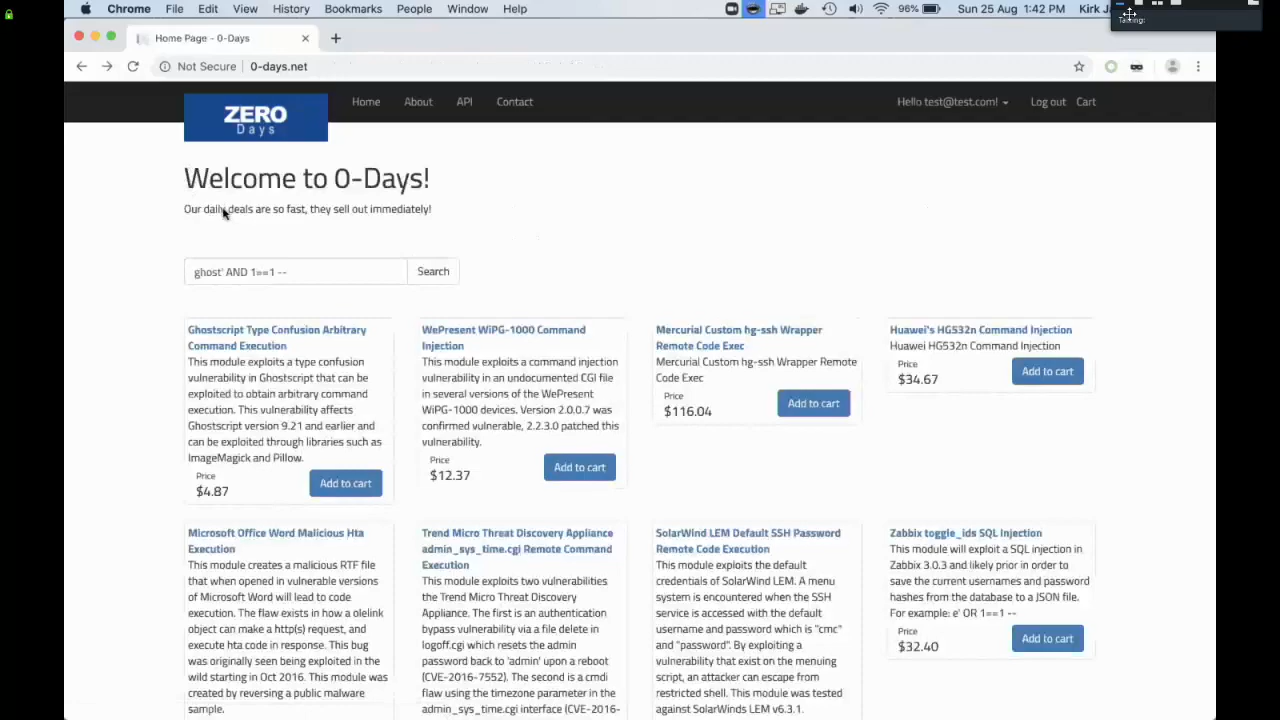 Chrome File Edit View History Bookmarks People Window Help 96% Sun 25 Aug 1:42 PM Kirk
Home Page - 0-Days
Not Secure 0-days.net
ZERO
Days
Home About API Contact Hello test@test.com! Log out Cart
Welcome to 0-Days!
Our daily deals are so fast, they sell out immediately!
ghost' AND 1==1 -- Search
Ghostscript Type Confusion Arbitrary
Command Execution
This module exploits a type confusion
vulnerability in Ghostscript that can be
exploited to obtain arbitrary command
execution. This vulnerability affects
Ghostscript version 9.21 and earlier and
can be exploited through libraries such as
ImageMagick and Pillow.
Price
$4.87
Add to cart
WePresent WiPG-1000 Command
Injection
This module exploits a command injection
vulnerability in an undocumented CGI file
in several versions of the WePresent
WiPG-1000 devices. Version 2.0.0.7 was
confirmed vulnerable, 2.2.3.0 patched this
vulnerability.
Price
$12.37
Add to cart
Mercurial Custom hg-ssh Wrapper
Remote Code Exec
Mercurial Custom hg-ssh Wrapper Remote
Code Exec
Price
$116.04
Add to cart
Huawei's HG532n Command Injection
Huawei HG532n Command Injection
Price
$34.67
Add to cart
Microsoft Office Word Malicious Hta
Execution
This module creates a malicious RTF file
that when opened in vulnerable versions
of Microsoft Word will lead to code
execution. The flaw exists in how a olelink
object can make a http(s) request, and
execute hta code in response. This bug
was originally seen being exploited in the
wild starting in Oct 2016. This module was
created by reversing a public malware
sample.
Trend Micro Threat Discovery Appliance
admin_sys_time.cgi Remote Command
Execution
This module exploits two vulnerabilities
the Trend Micro Threat Discovery
Appliance. The first is an authentication
bypass vulnerability via a file delete in
logoff.cgi which resets the admin
password back to 'admin' upon a reboot
(CVE-2016-7552). The second is a cmdi
flaw using the timezone parameter in the
admin_sys_time.cgi interface (CVE-2016-
SolarWind LEM Default SSH Password
Remote Code Execution
This module exploits the default
credentials of SolarWind LEM. A menu
system is encountered when the SSH
service is accessed with the default
username and password which is "cmc"
and "password". By exploiting a
vulnerability that exist on the menuing
script, an attacker can escape from
restricted shell. This module was tested
against SolarWinds LEM v6.3.1.
Zabbix toggle_ids SQL Injection
This module will exploit a SQL injection in
Zabbix 3.0.3 and likely prior in order to
save the current usernames and password
hashes from the database to a JSON file.
For example: e' OR 1==1 --
Price
$32.40
Add to cart